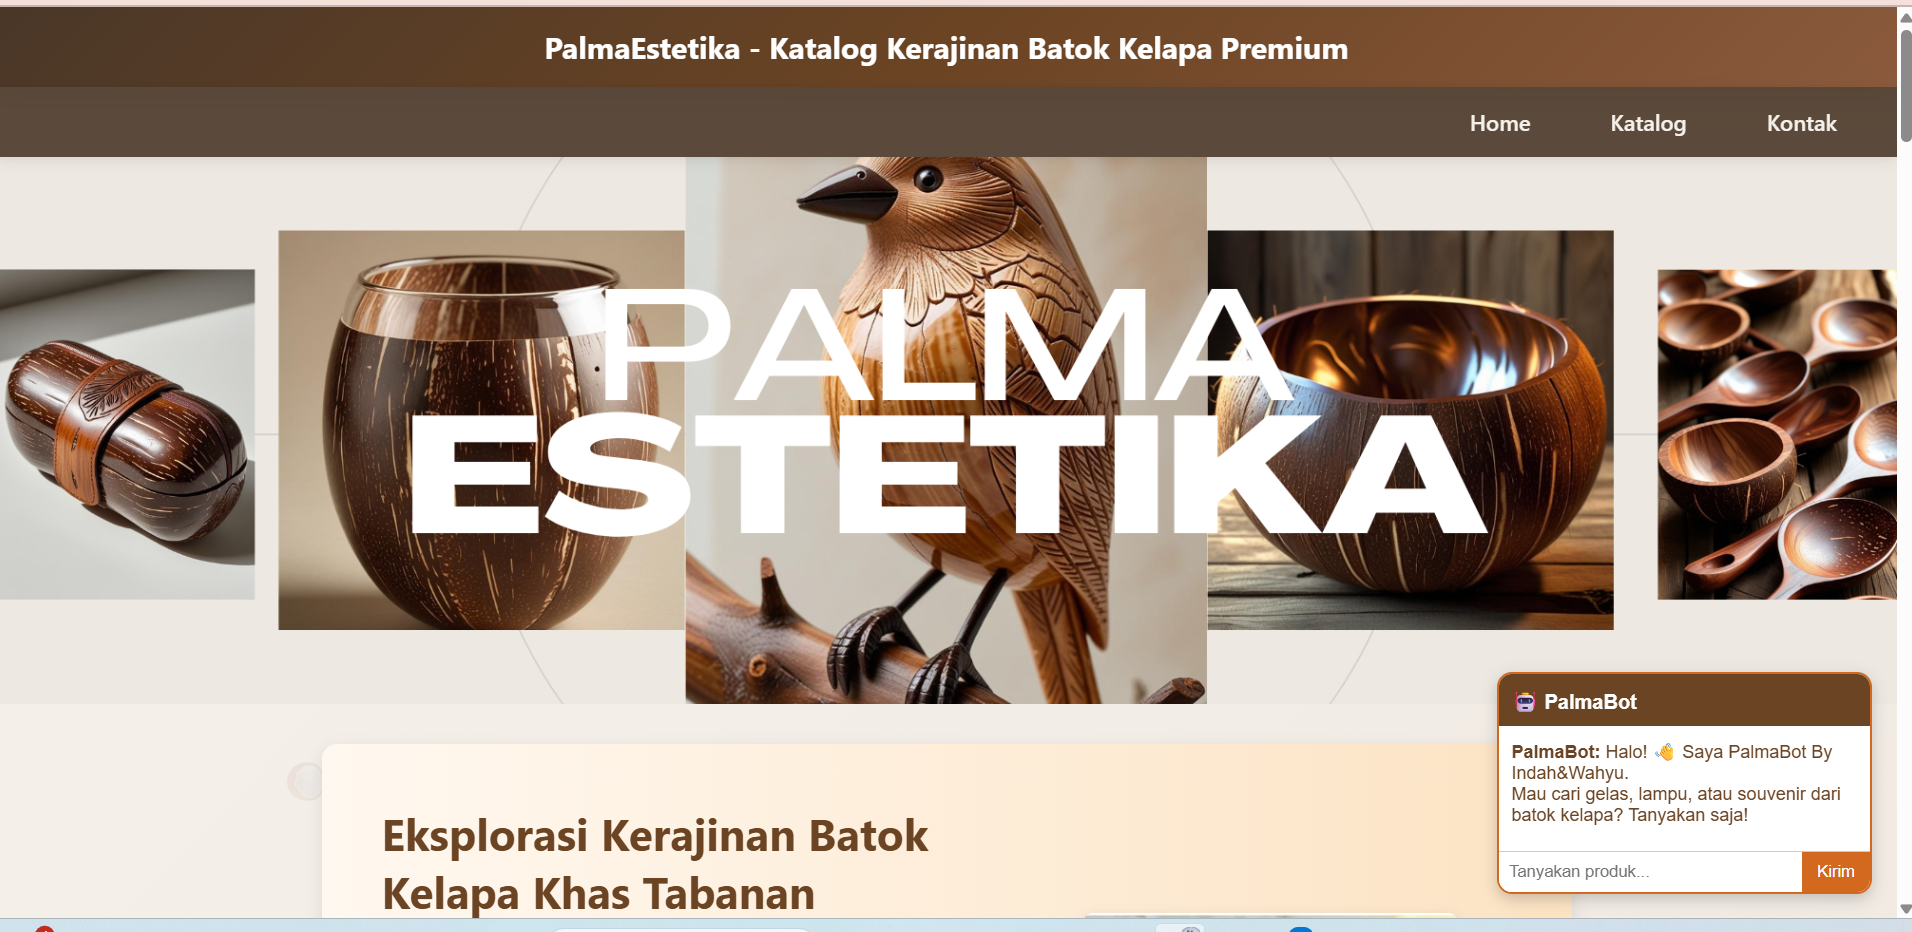 PalmaEstetika - Katalog Kerajinan Batok Kelapa Premium
Home Katalog Kontak
PALMA
ESTETIKA
Eksplorasi Kerajinan Batok
Kelapa Khas Tabanan
🤖 PalmaBot
PalmaBot: Halo! 👋 Saya PalmaBot By
Indah&Wahyu.
Mau cari gelas, lampu, atau souvenir dari
batok kelapa? Tanyakan saja!
Tanyakan produk... Kirim